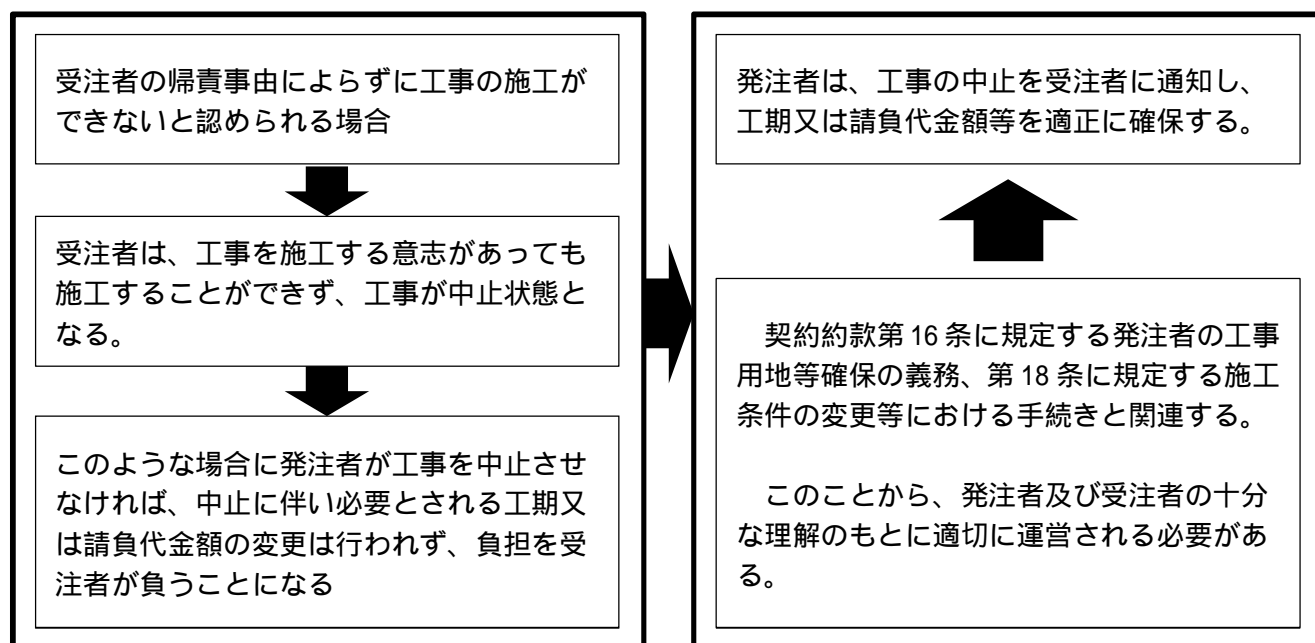 受注者の帰責事由によらずに工事の施工が
できないと認められる場合
受注者は、工事を施工する意志があっても
施工することができず、工事が中止状態と
なる。
このような場合に発注者が工事を中止させ
なければ、中止に伴い必要とされる工期又
は請負代金額の変更は行われず、負担を受
注者が負うことになる
発注者は、工事の中止を受注者に通知し、
工期又は請負代金額等を適正に確保する。
　契約約款第 16 条に規定する発注者の工事
用地等確保の義務、第 18 条に規定する施工
条件の変更等における手続きと関連する。
　このことから、発注者及び受注者の十分
な理解のもとに適切に運営される必要があ
る。